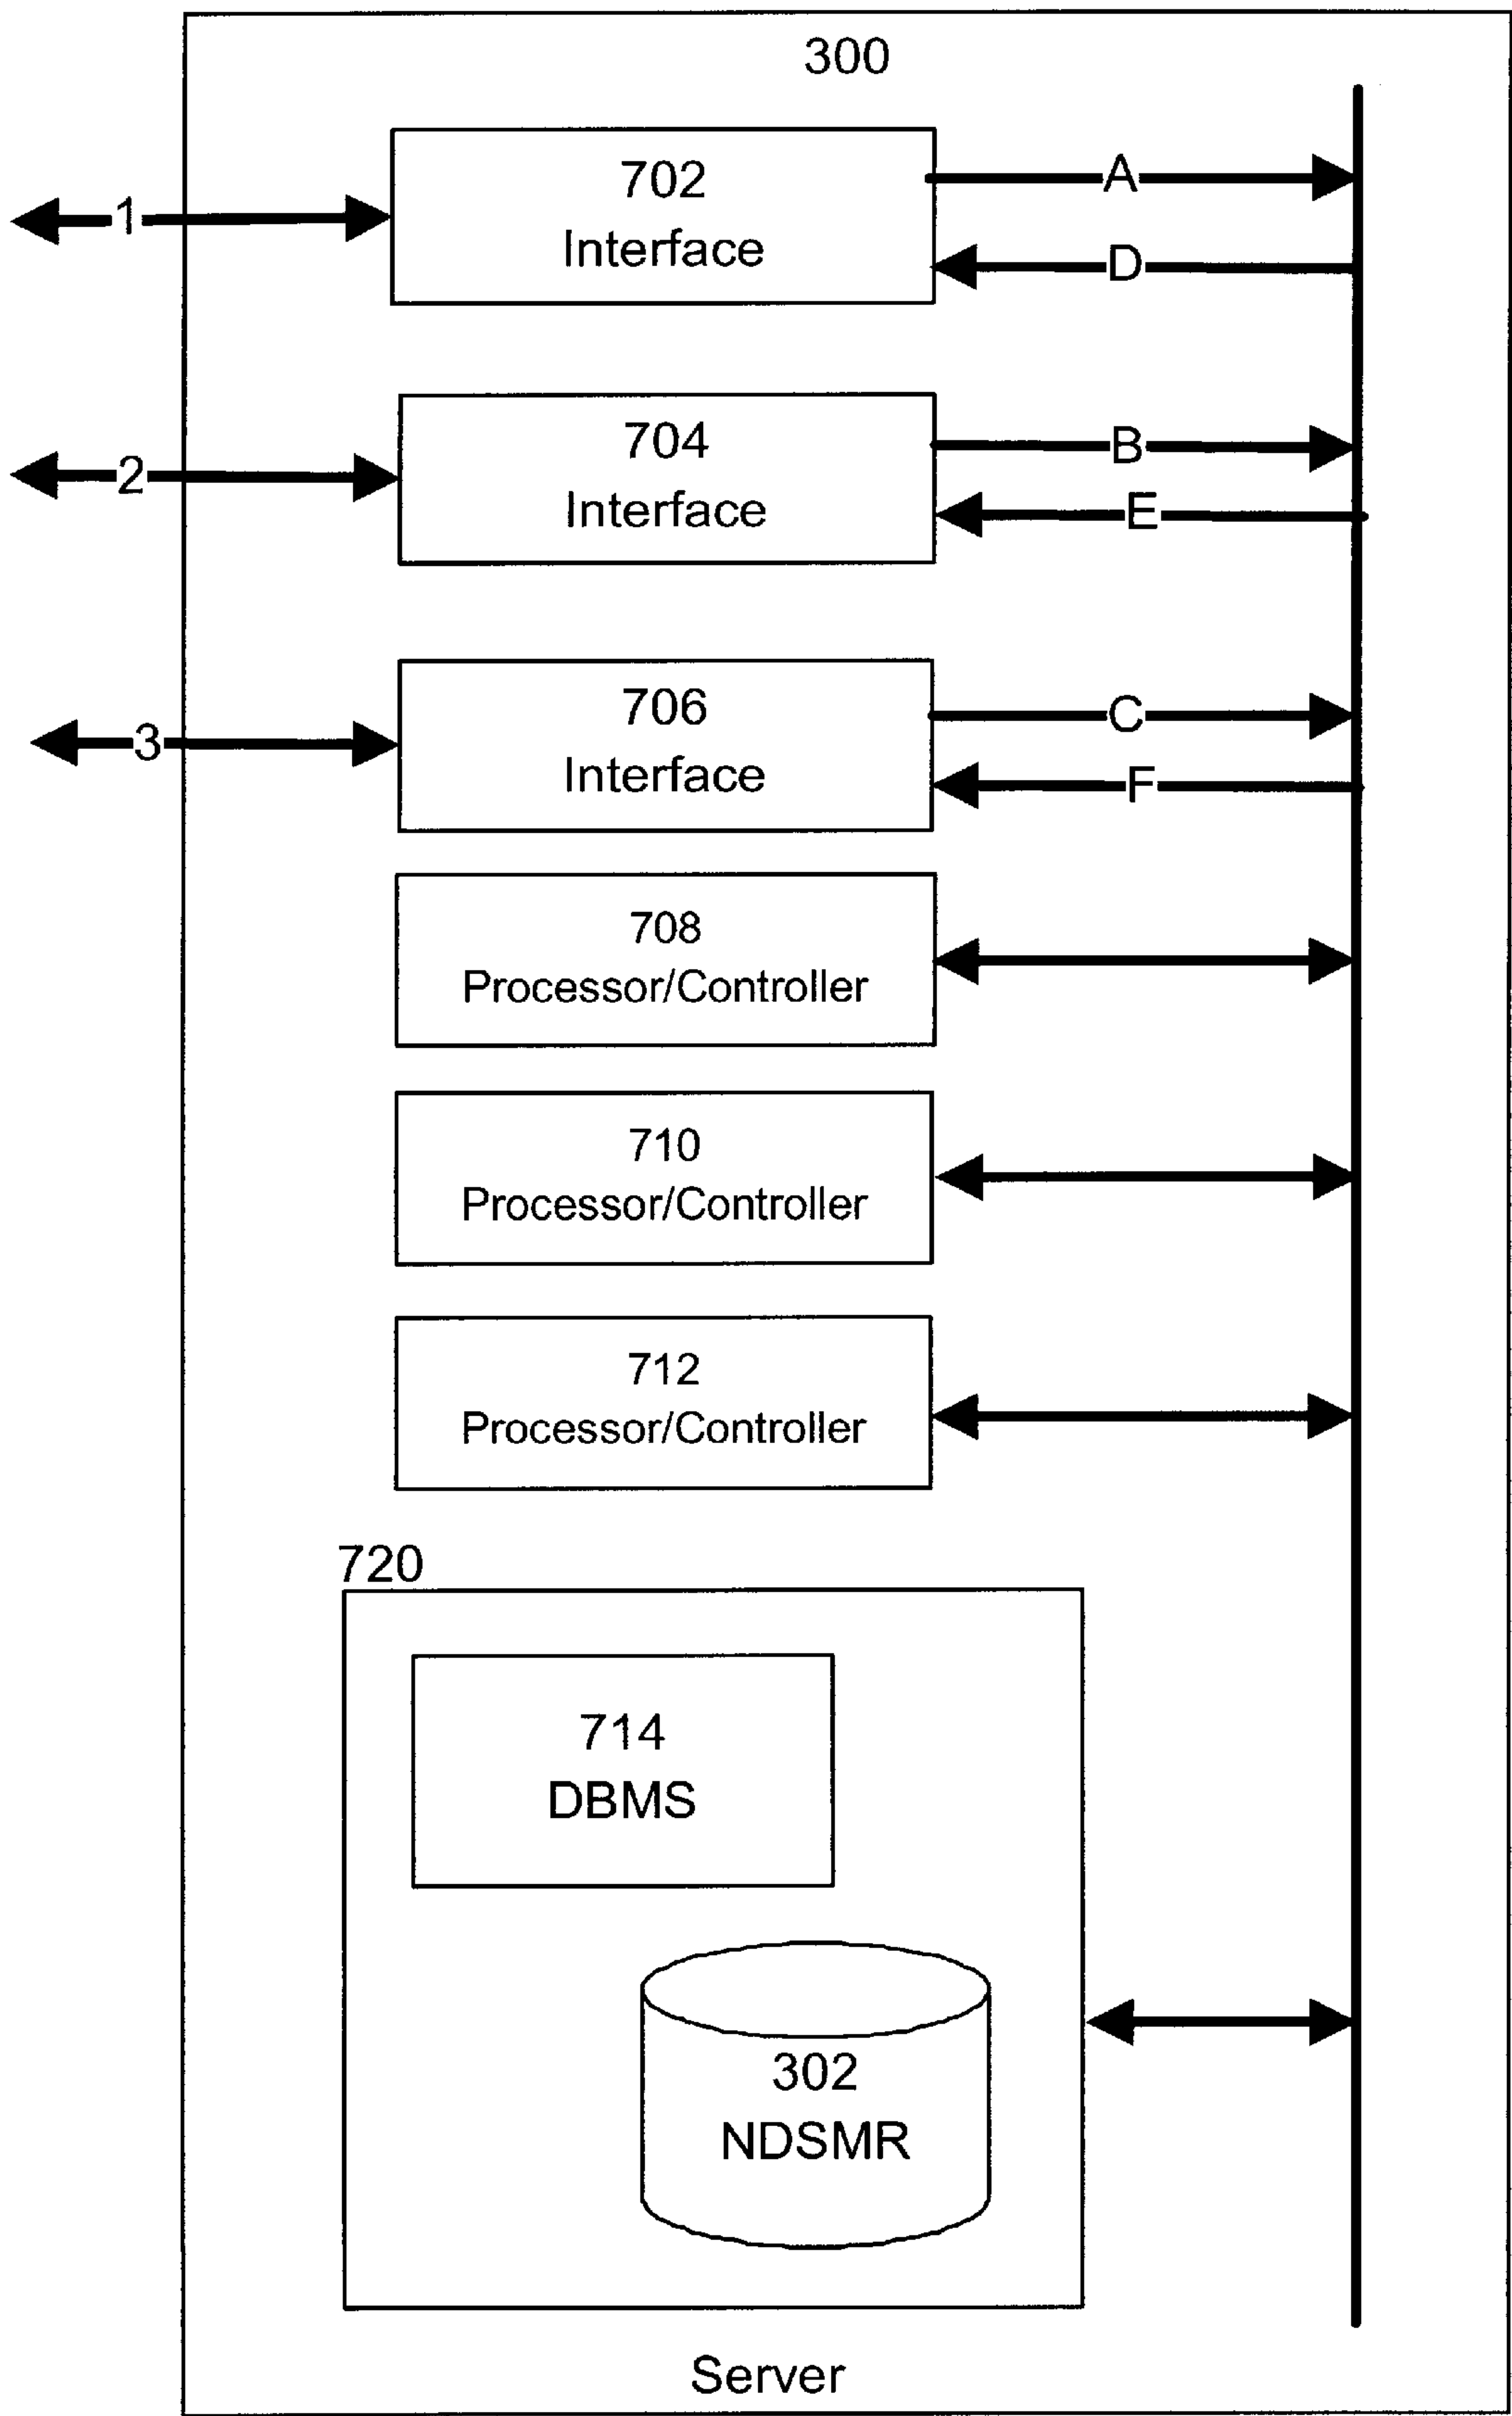 300
702
Interface
1
A
D
704
Interface
2
B
E
706
Interface
3
C
F
708
Processor/Controller
710
Processor/Controller
712
Processor/Controller
720
714
DBMS
302
NDSMR
Server